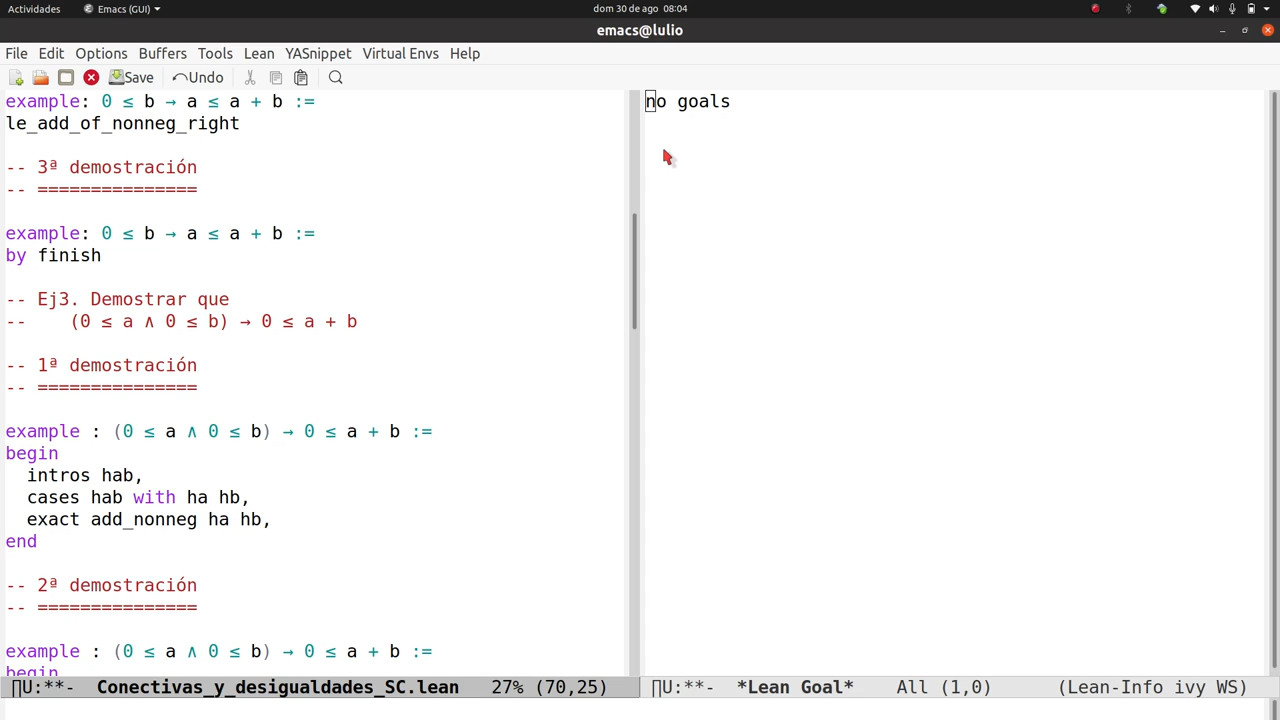 Actividades Emacs (GUI) dom 30 de ago 08:04
emacs@lulio
File Edit Options Buffers Tools Lean YASnippet Virtual Envs Help
Save Undo
example: 0 ≤ b → a ≤ a + b :=
le_add_of_nonneg_right
-- 3ª demostración
-- ===============
example: 0 ≤ b → a ≤ a + b :=
by finish
-- Ej3. Demostrar que
--    (0 ≤ a ∧ 0 ≤ b) → 0 ≤ a + b
-- 1ª demostración
-- ===============
example : (0 ≤ a ∧ 0 ≤ b) → 0 ≤ a + b :=
begin
  intros hab,
  cases hab with ha hb,
  exact add_nonneg ha hb,
end
-- 2ª demostración
-- ===============
example : (0 ≤ a ∧ 0 ≤ b) → 0 ≤ a + b :=
begin
∏U:**-  Conectivas_y_desigualdades_SC.lean   27% (70,25)
no goals
∏U:**-  *Lean Goal*    All (1,0)      (Lean-Info ivy WS)